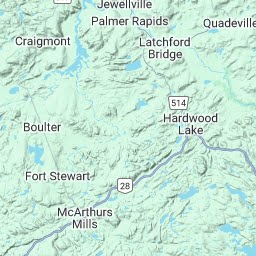 Jewellville
Palmer Rapids
Quadeville
Craigmont
Latchford
Bridge
514
Boulter
Hardwood
Lake
Fort Stewart
28
McArthurs
Mills